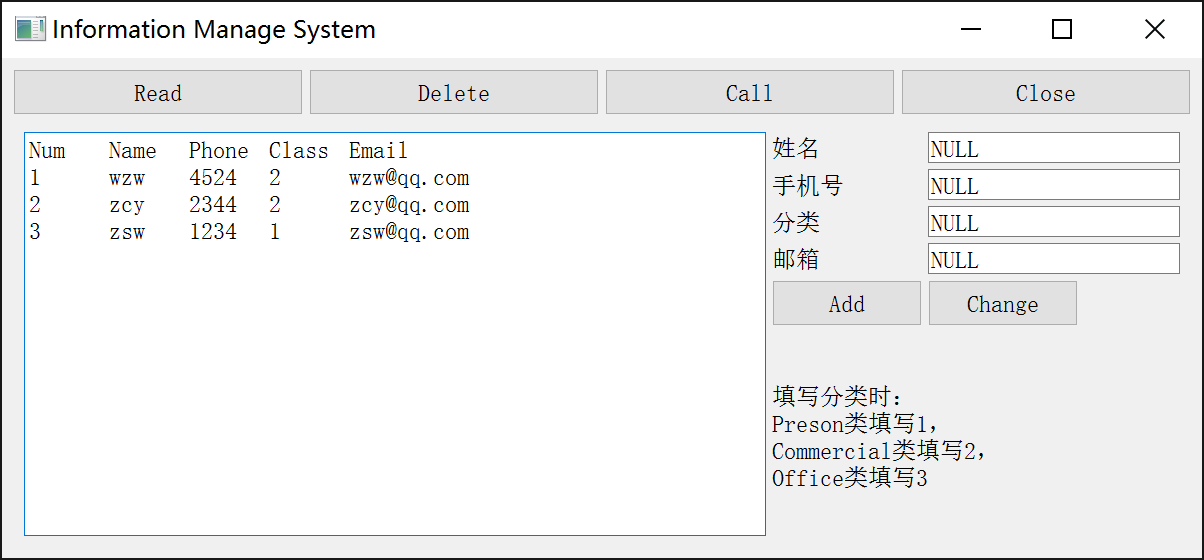 Information Manage System
Read Delete Call Close
Num Name Phone Class Email
1 wzw 4524 2 wzw@qq.com
2 zcy 2344 2 zcy@qq.com
3 zsw 1234 1 zsw@qq.com
姓名 NULL
手机号 NULL
分类 NULL
邮箱 NULL
Add Change
填写分类时：
Preson类填写1，
Commercial类填写2，
Office类填写3